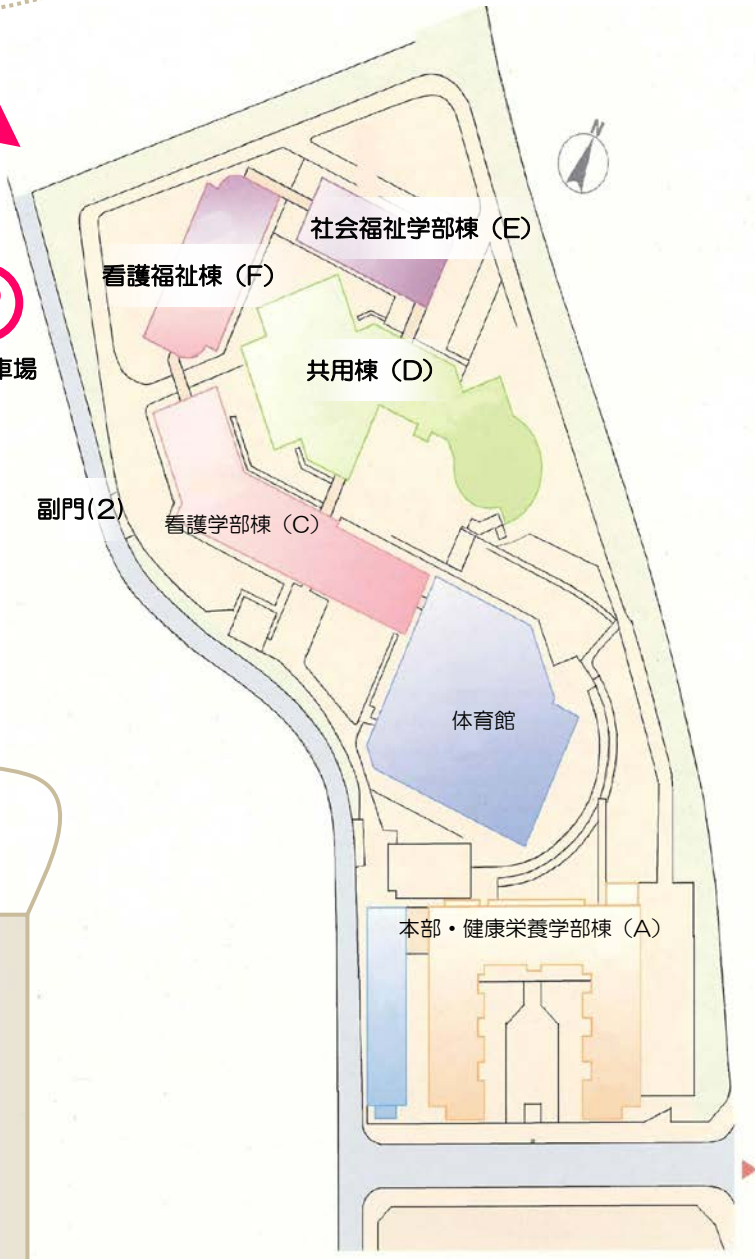 N
社会福祉学部棟（E）
看護福祉棟（F）
車場
共用棟（D）
副門(2)
看護学部棟（C）
体育館
本部・健康栄養学部棟（A）